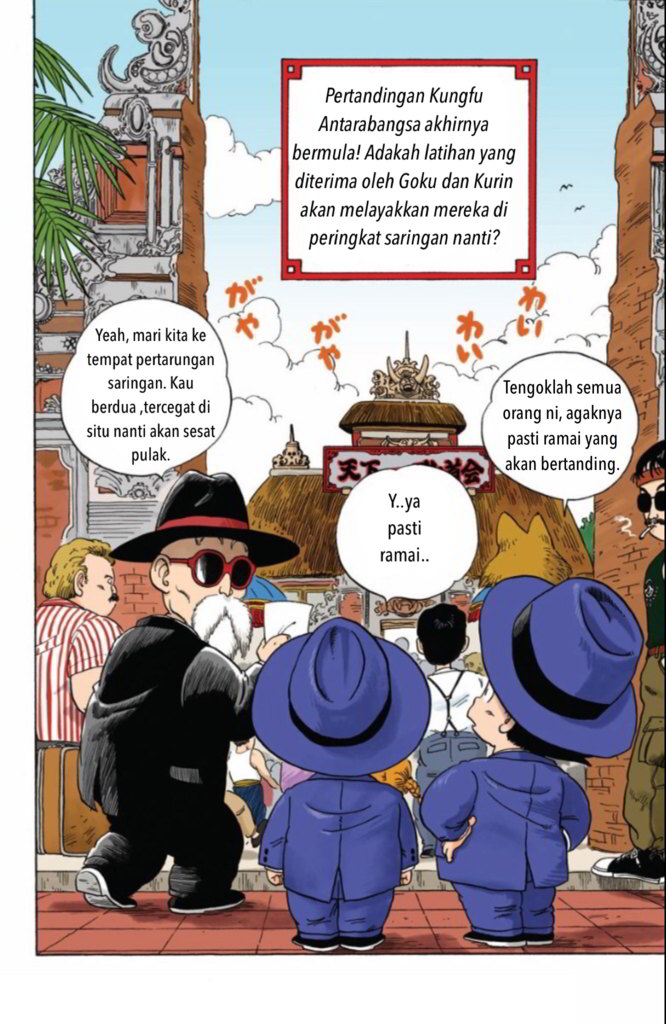 Pertandingan Kungfu
Antarabangsa akhirnya
bermula! Adakah latihan yang
diterima oleh Goku dan Kurin
akan melayakkan mereka di
peringkat saringan nanti?
がや
がや
わい
わい
Yeah, mari kita ke
tempat pertarungan
saringan. Kau
berdua ,tercegat di
situ nanti akan sesat
pulak.
Tengoklah semua
orang ni, agaknya
pasti ramai yang
akan bertanding.
天下
道会
Y..ya
pasti
ramai..